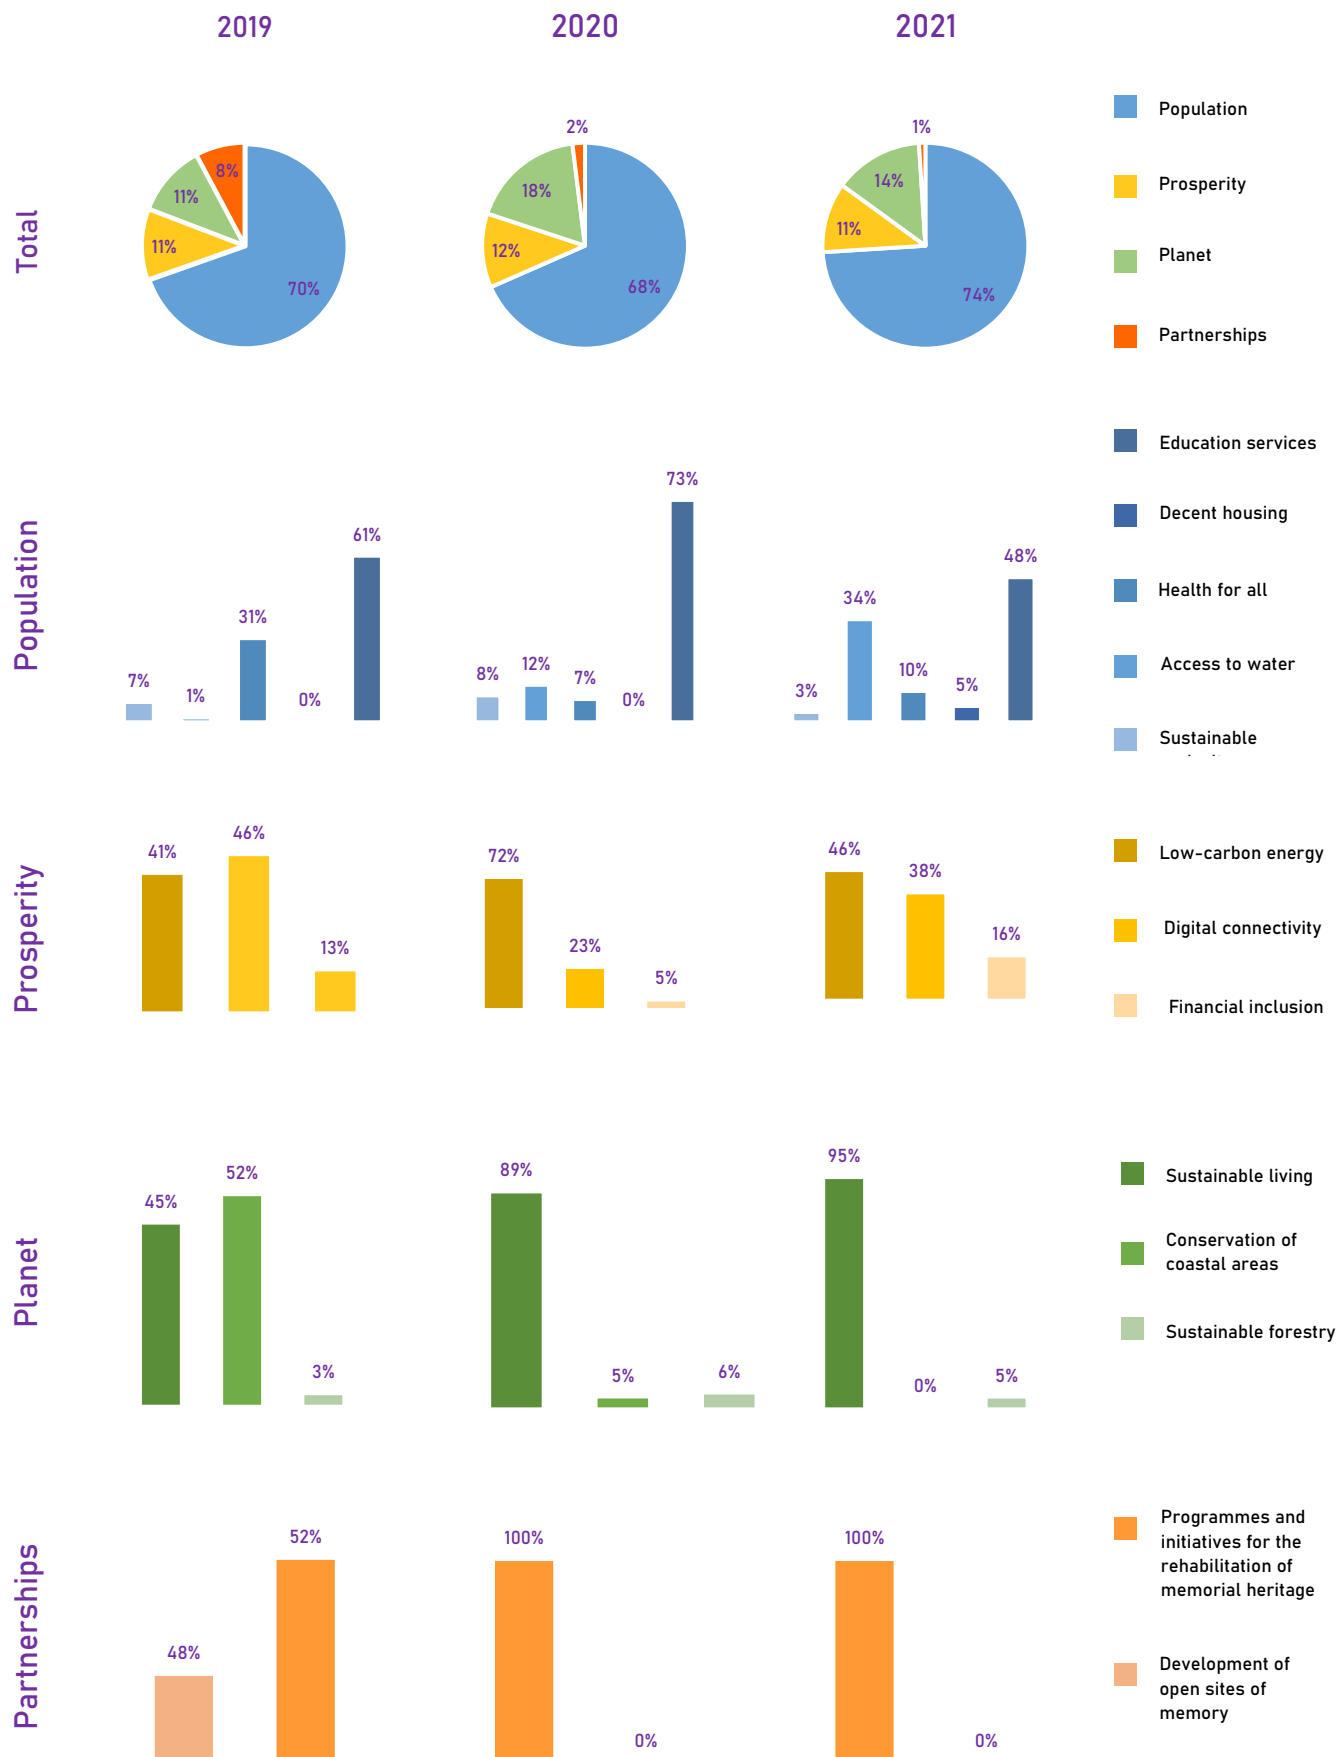 2019
2020
2021
Total
8%
11%
11%
70%
2%
18%
12%
68%
1%
14%
11%
74%
Population
Prosperity
Planet
Partnerships
Population
7%
1%
31%
0%
61%
8%
12%
7%
0%
73%
3%
34%
10%
5%
48%
Education services
Decent housing
Health for all
Access to water
Sustainable
Prosperity
41%
46%
13%
72%
23%
5%
46%
38%
16%
Low-carbon energy
Digital connectivity
Financial inclusion
Planet
45%
52%
3%
89%
5%
6%
95%
0%
5%
Sustainable living
Conservation of
coastal areas
Sustainable forestry
Partnerships
48%
52%
100%
0%
100%
0%
Programmes and
initiatives for the
rehabilitation of
memorial heritage
Development of
open sites of
memory